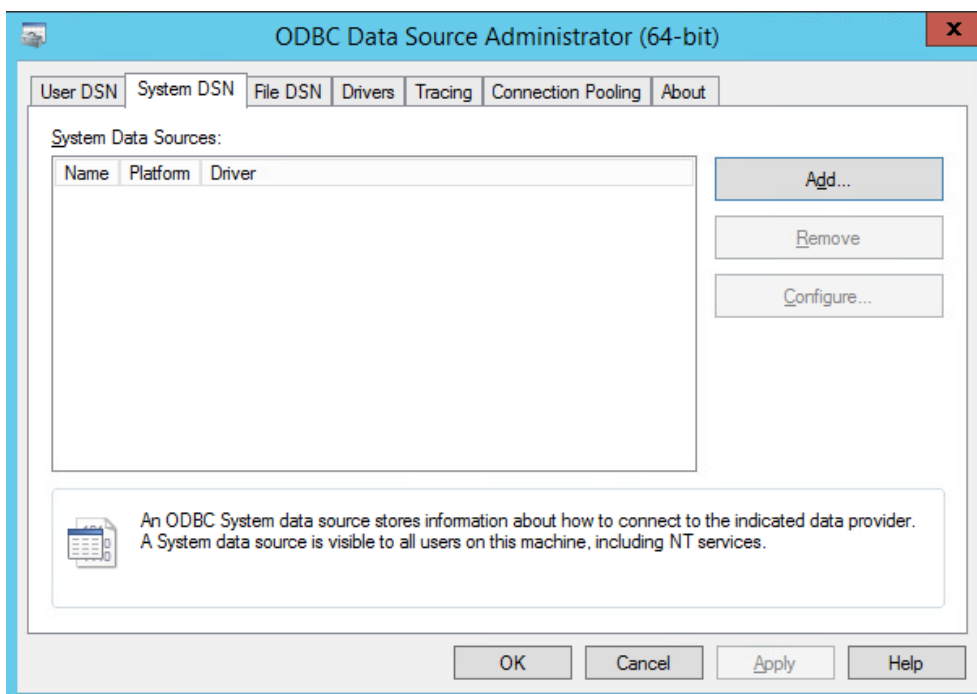 ODBC Data Source Administrator (64-bit)
x
User DSN System DSN File DSN Drivers Tracing Connection Pooling About
System Data Sources:
Name Platform Driver
Add...
Remove
Configure...
An ODBC System data source stores information about how to connect to the indicated data provider.
A System data source is visible to all users on this machine, including NT services.
OK Cancel Apply Help